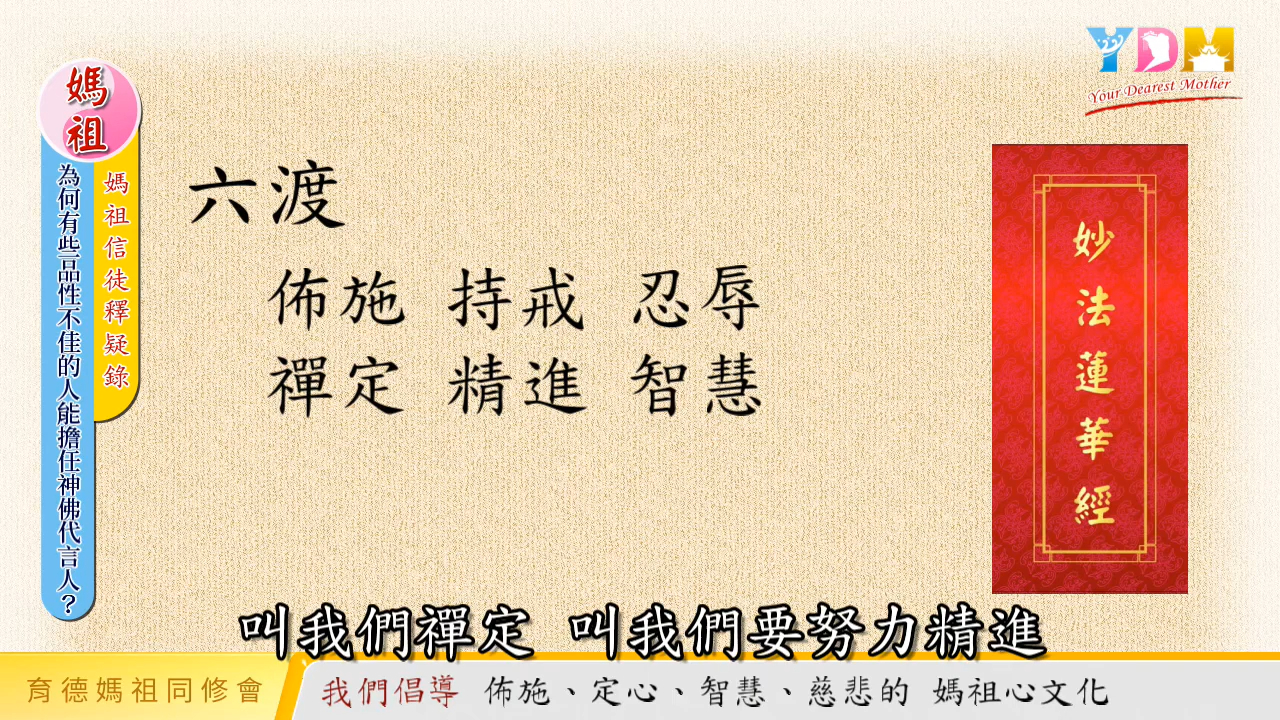 YDM
Your Dearest Mother
媽祖
媽祖信徒釋疑錄
為何有些品性不佳的人能擔任神佛代言人？
六渡
佈施 持戒 忍辱
禪定 精進 智慧
妙法蓮華經
叫我們禪定 叫我們要努力精進
育德媽祖同修會
我們倡導 佈施、定心、智慧、慈悲的 媽祖心文化